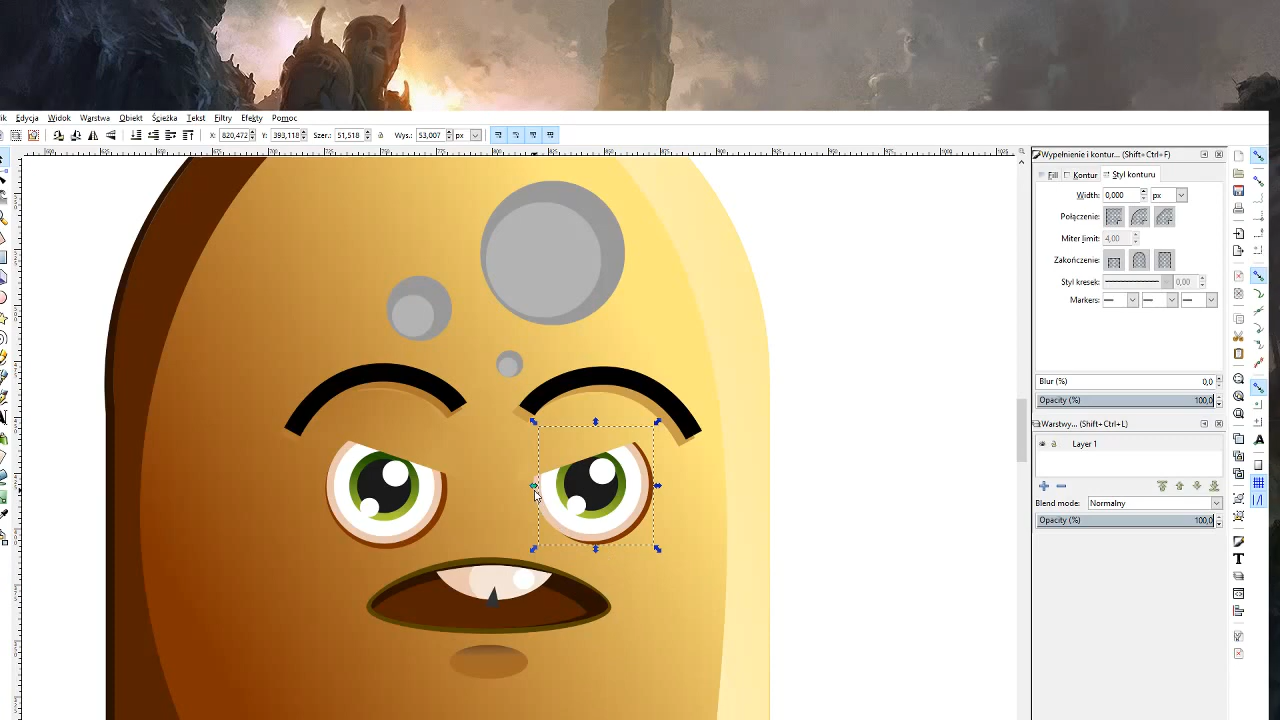 ik Edycja Widok Warstwa Obiekt Ścieżka Tekst Filtry Efekty Pomoc
X: 820,472 Y: 393,118 Szer.: 51,518 Wys.: 53,007 px
Wypełnienie i kontur... (Shift+Ctrl+F)
Fill Kontur Styl konturu
Width: 0,000 px
Połączenie:
Miter limit: 4,00
Zakończenie:
Styl kresek: 0,00
Markers:
Blur (%) 0,0
Opacity (%) 100,0
Warstwy... (Shift+Ctrl+L)
Layer 1
Blend mode: Normalny
Opacity (%) 100,0